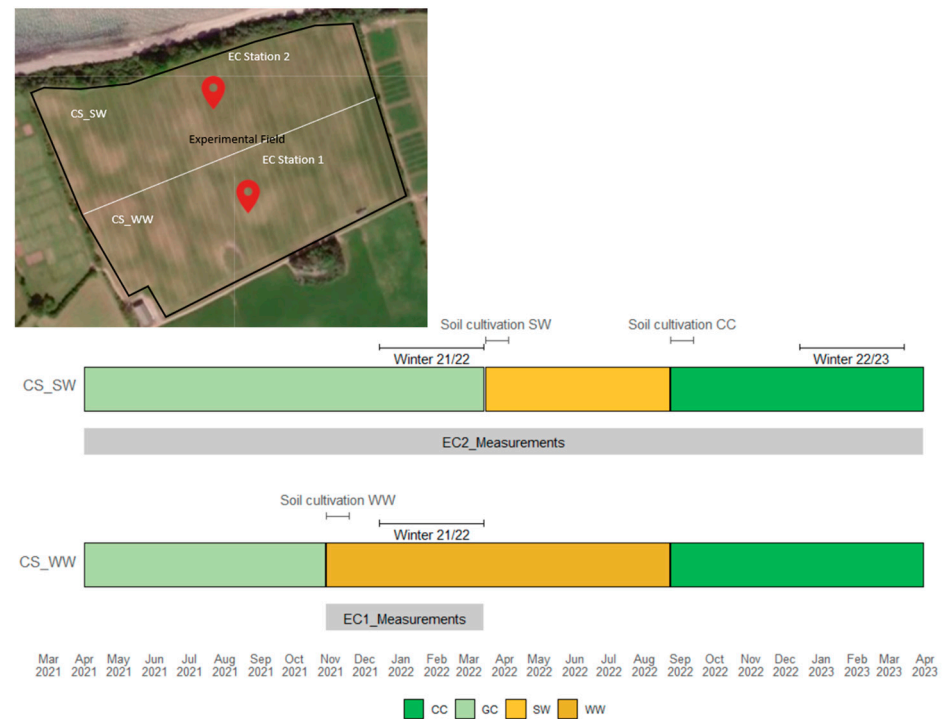 EC Station 2
CS_SW
Experimental Field
EC Station 1
CS_WW
Soil cultivation SW
Soil cultivation CC
Winter 21/22
Winter 22/23
CS_SW
EC2_Measurements
Soil cultivation WW
Winter 21/22
CS_WW
EC1_Measurements
Mar Apr May Jun Jul Aug Sep Oct Nov Dec Jan Feb Mar Apr May Jun Jul Aug Sep Oct Nov Dec Jan Feb Mar Apr
2021 2021 2021 2021 2021 2021 2021 2021 2021 2021 2022 2022 2022 2022 2022 2022 2022 2022 2022 2022 2022 2022 2023 2023 2023 2023
CC GC SW WW